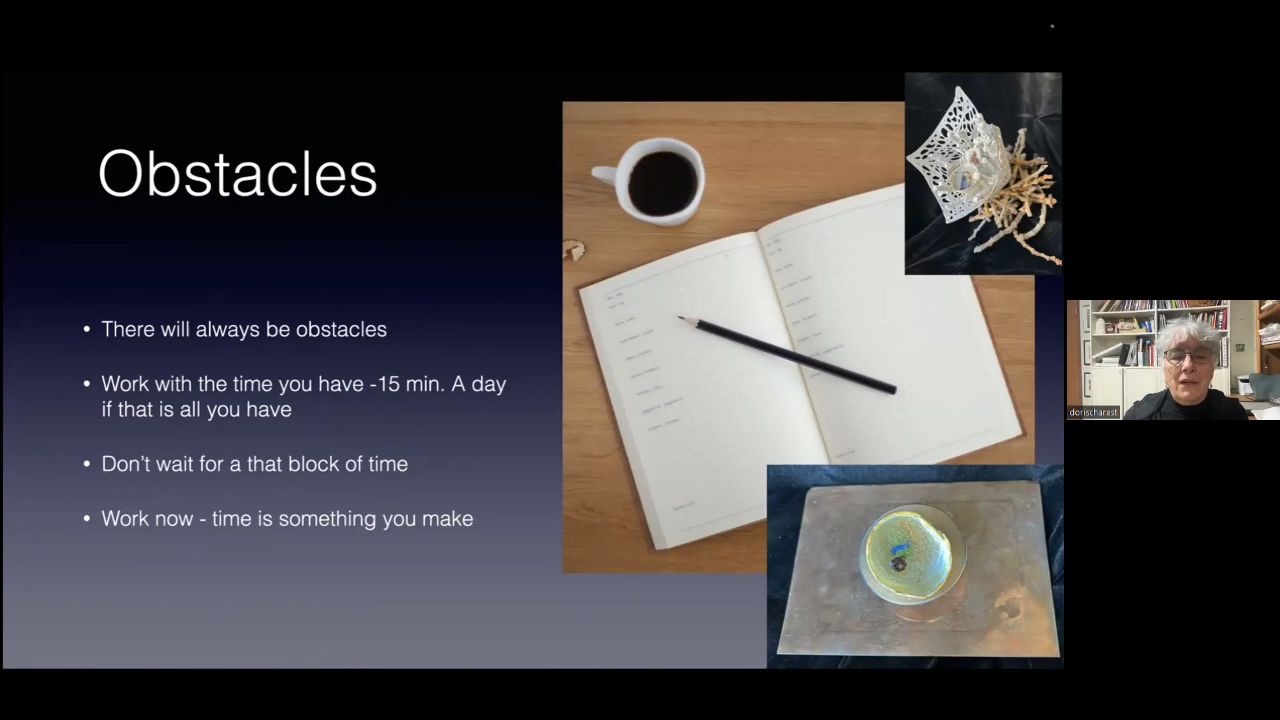 Obstacles
• There will always be obstacles
• Work with the time you have -15 min. A day
if that is all you have
• Don’t wait for a that block of time
• Work now - time is something you make
dorischarest